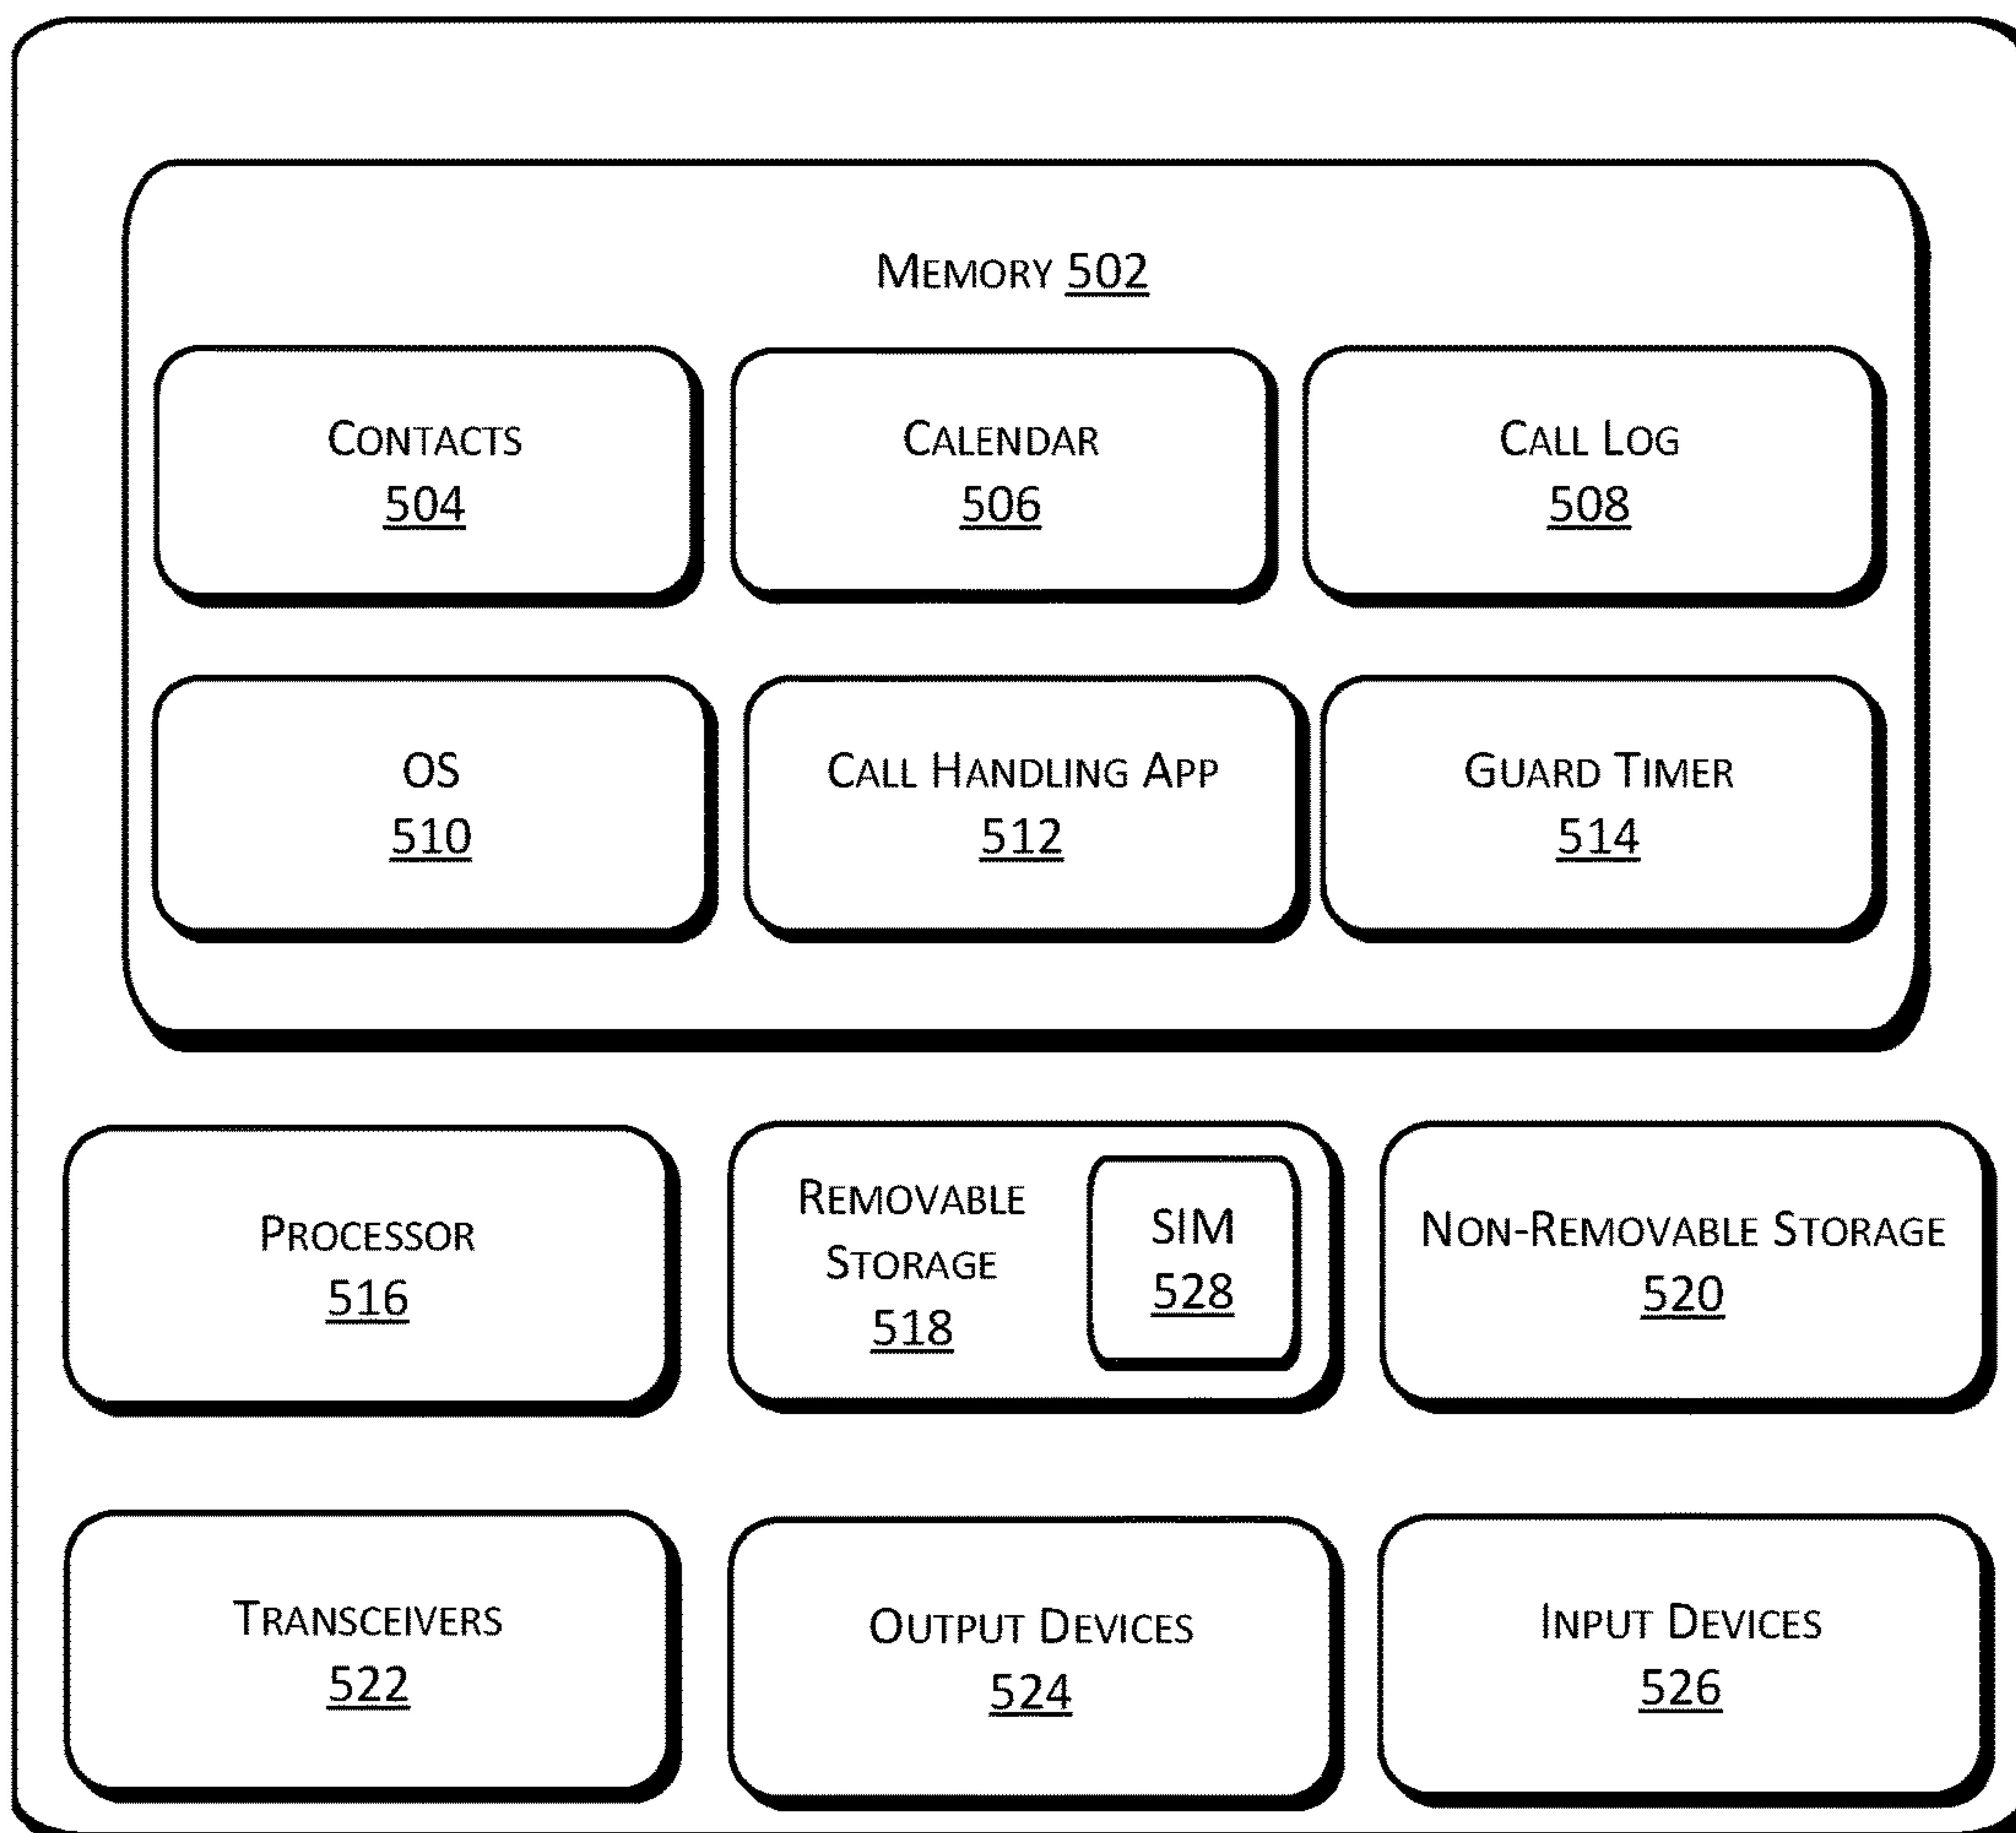 MEMORY 502
CONTACTS
504
CALENDAR
506
CALL LOG
508
OS
510
CALL HANDLING APP
512
GUARD TIMER
514
PROCESSOR
516
REMOVABLE
STORAGE
518
SIM
528
NON-REMOVABLE STORAGE
520
TRANSCEIVERS
522
OUTPUT DEVICES
524
INPUT DEVICES
526